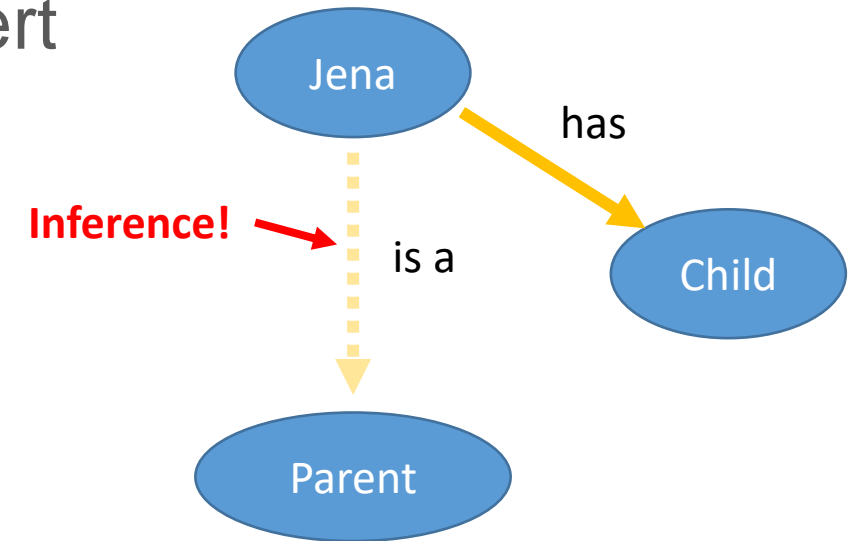 ert
Jena
has
Inference!
is a
Child
Parent